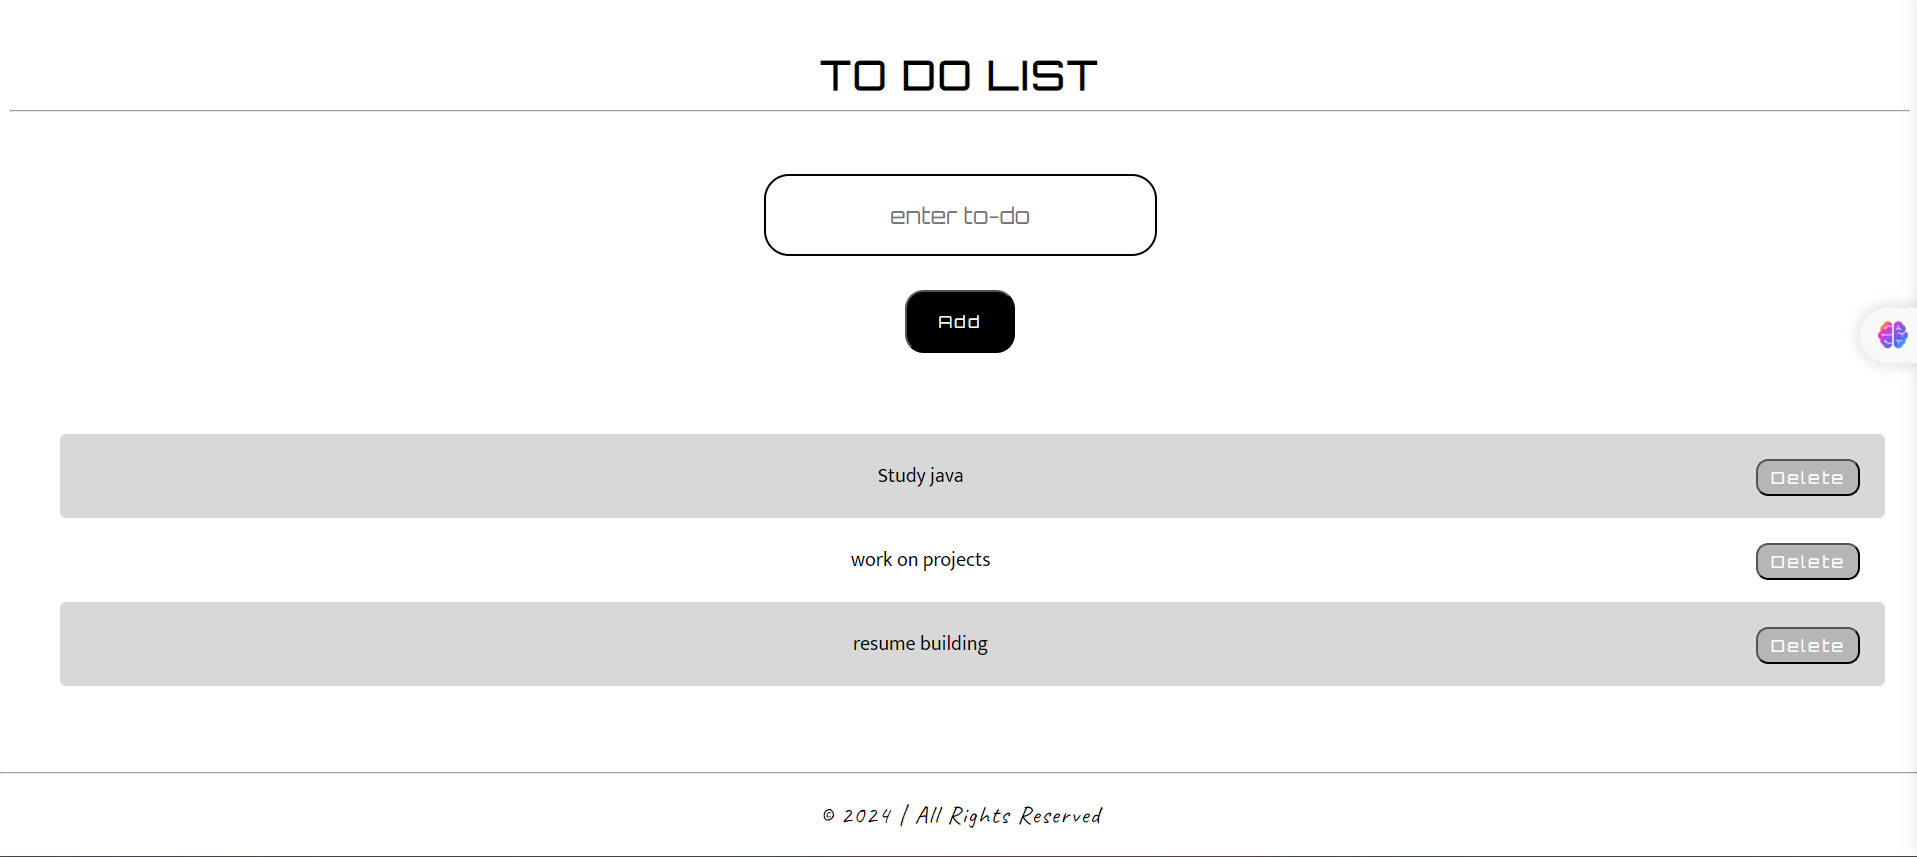 TO DO LIST
enter to-do
Add
Study java Delete
work on projects Delete
resume building Delete
© 2024 | All Rights Reserved